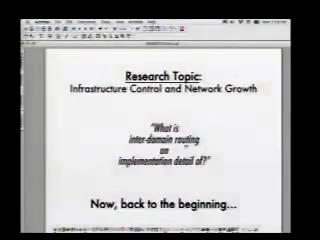 Research Topic:
Infrastructure Control and Network Growth
"What is
inter-domain routing
an
implementation detail of?"
Now, back to the beginning...